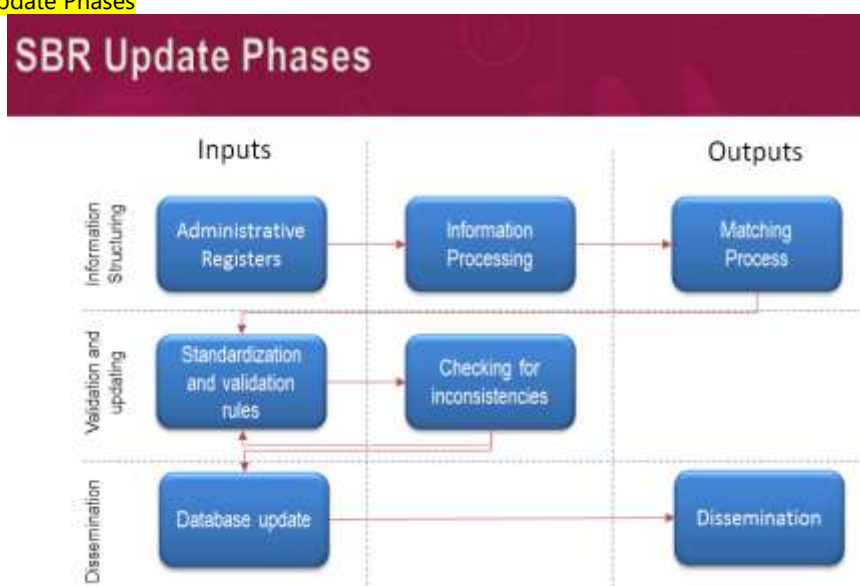 pdate Phases
SBR Update Phases
Inputs
Outputs
Information
Structuring
Administrative
Registers
Information
Processing
Matching
Process
Validation and
updating
Standardization
and validation
rules
Checking for
inconsistencies
Dissemination
Database update
Dissemination